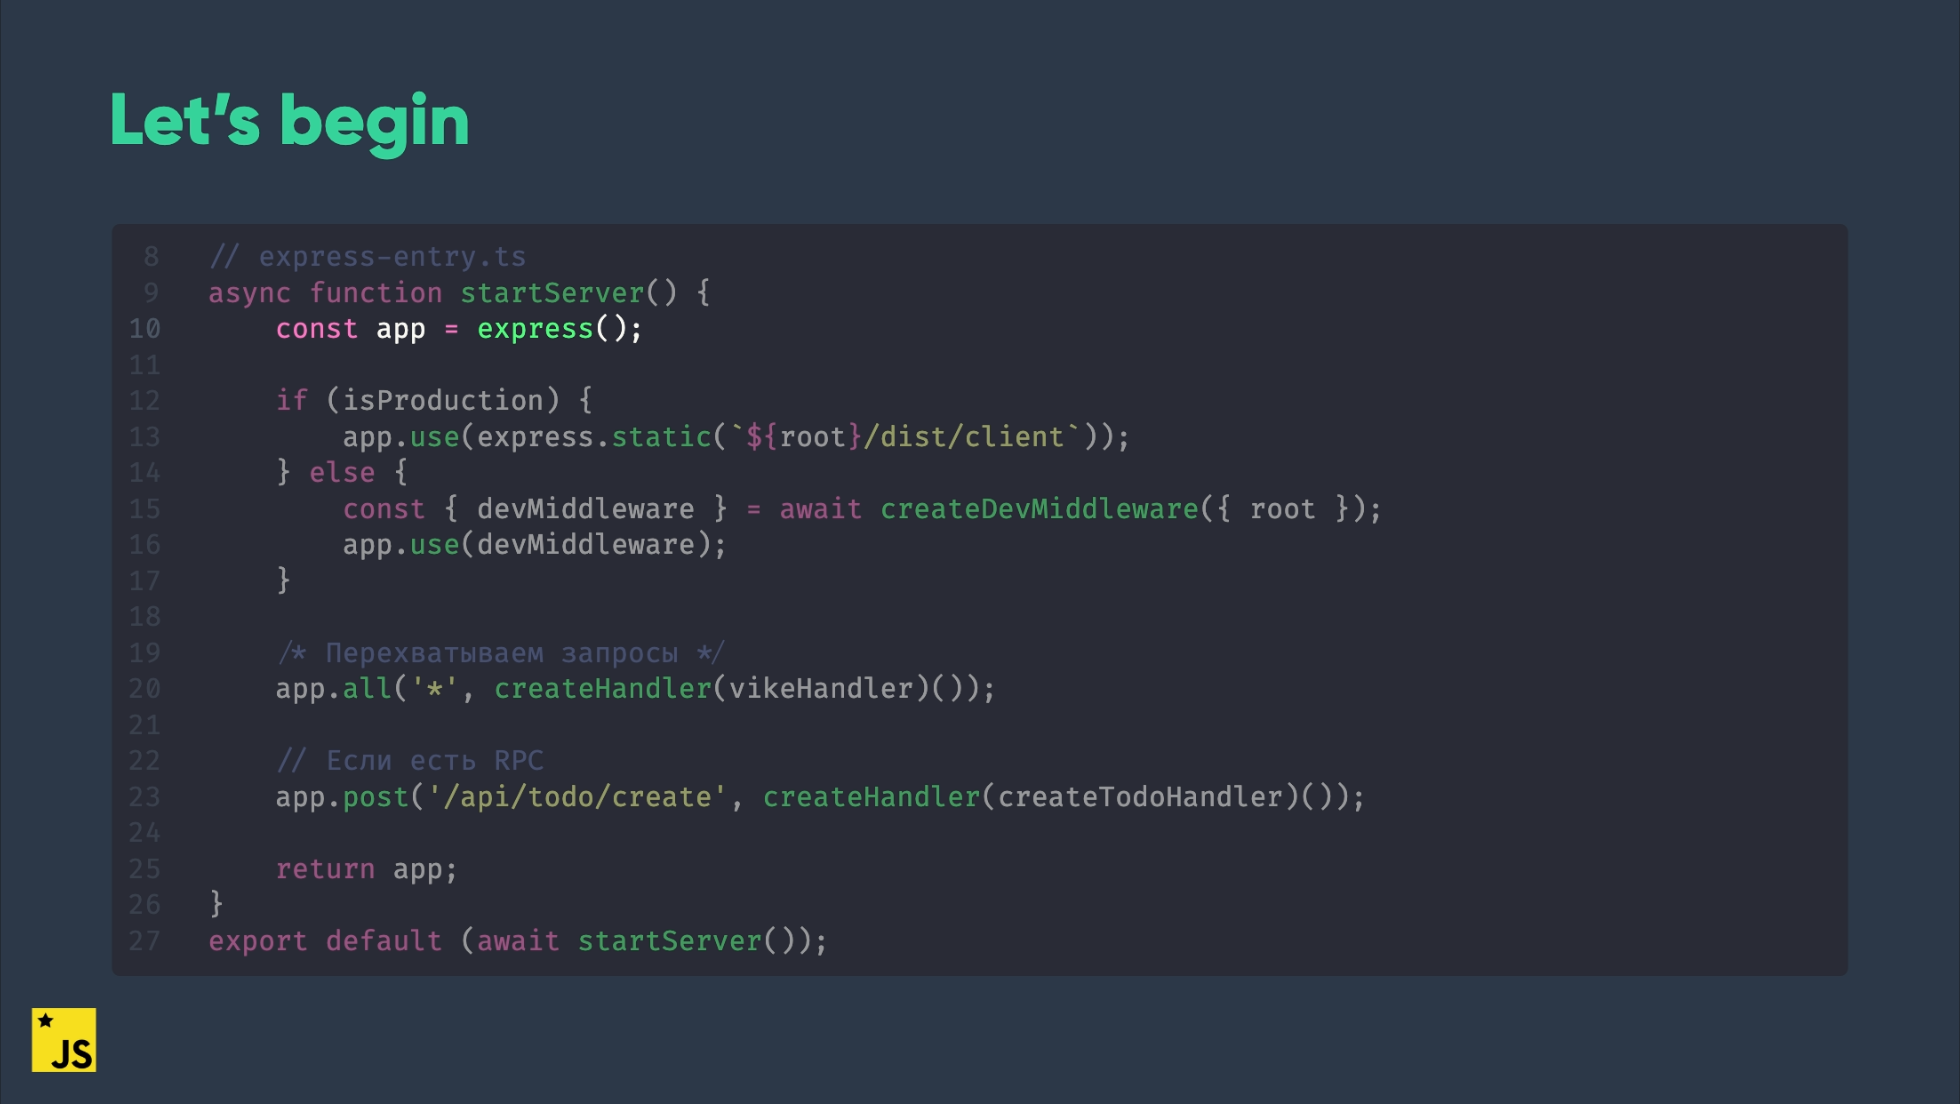 Let’s begin
8 // express-entry.ts
9 async function startServer() {
10 const app = express();
11
12 if (isProduction) {
13 app.use(express.static(`${root}/dist/client`));
14 } else {
15 const { devMiddleware } = await createDevMiddleware({ root });
16 app.use(devMiddleware);
17 }
18
19 /* Перехватываем запросы */
20 app.all('*', createHandler(vikeHandler)());
21
22 // Если есть RPC
23 app.post('/api/todo/create', createHandler(createTodoHandler)());
24
25 return app;
26 }
27 export default (await startServer());
JS